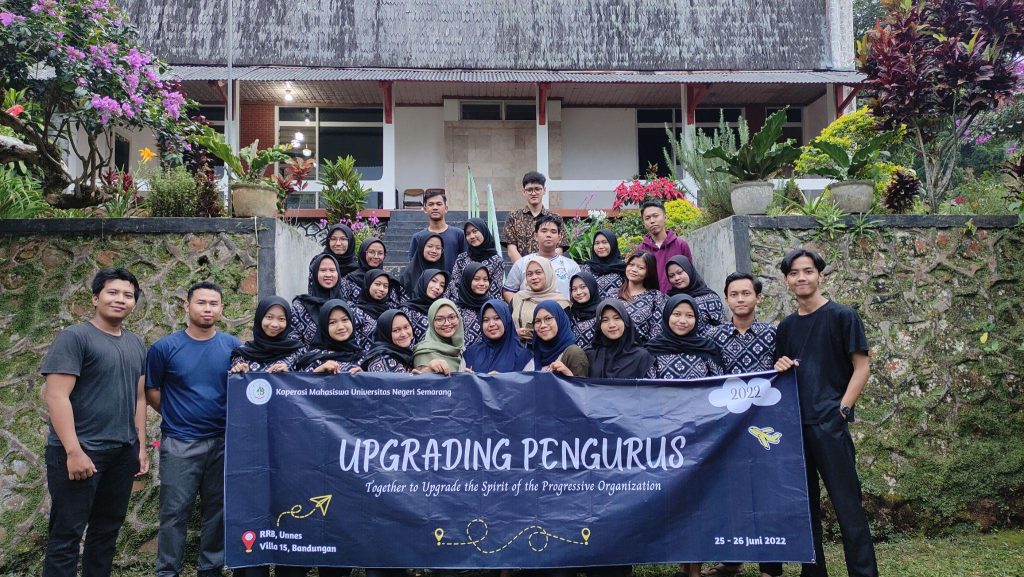 Koperasi Mahasiswa Universitas Negeri Semarang
2022
UPGRADING PENGURUS
Together to Upgrade the Spirit of the Progressive Organization
RRB, Unnes
Villa 15, Bandungan
25 - 26 Juni 2022